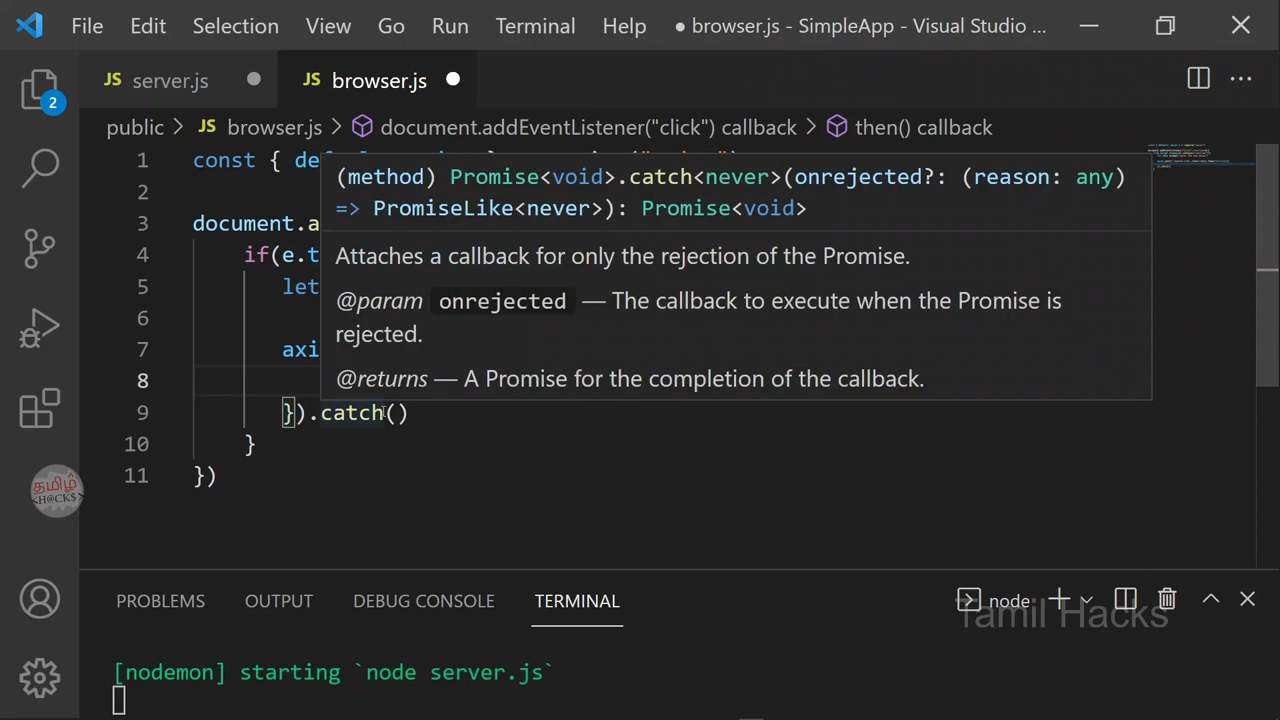 File Edit Selection View Go Run Terminal Help ● browser.js - SimpleApp - Visual Studio ...
JS server.js JS browser.js
2
public > JS browser.js > document.addEventListener("click") callback > then() callback
1 const {
2
(method) Promise<void>.catch<never>(onrejected?: (reason: any)
=> PromiseLike<never>): Promise<void>
3 document.a
4 if(e.t
Attaches a callback for only the rejection of the Promise.
5 let
@param onrejected — The callback to execute when the Promise is
6
rejected.
7 axi
8
@returns — A Promise for the completion of the callback.
9 }).catch()
10 }
11 })
தமிழ்
<H@CK$>
PROBLEMS OUTPUT DEBUG CONSOLE TERMINAL node
Tamil Hacks
[nodemon] starting `node server.js`